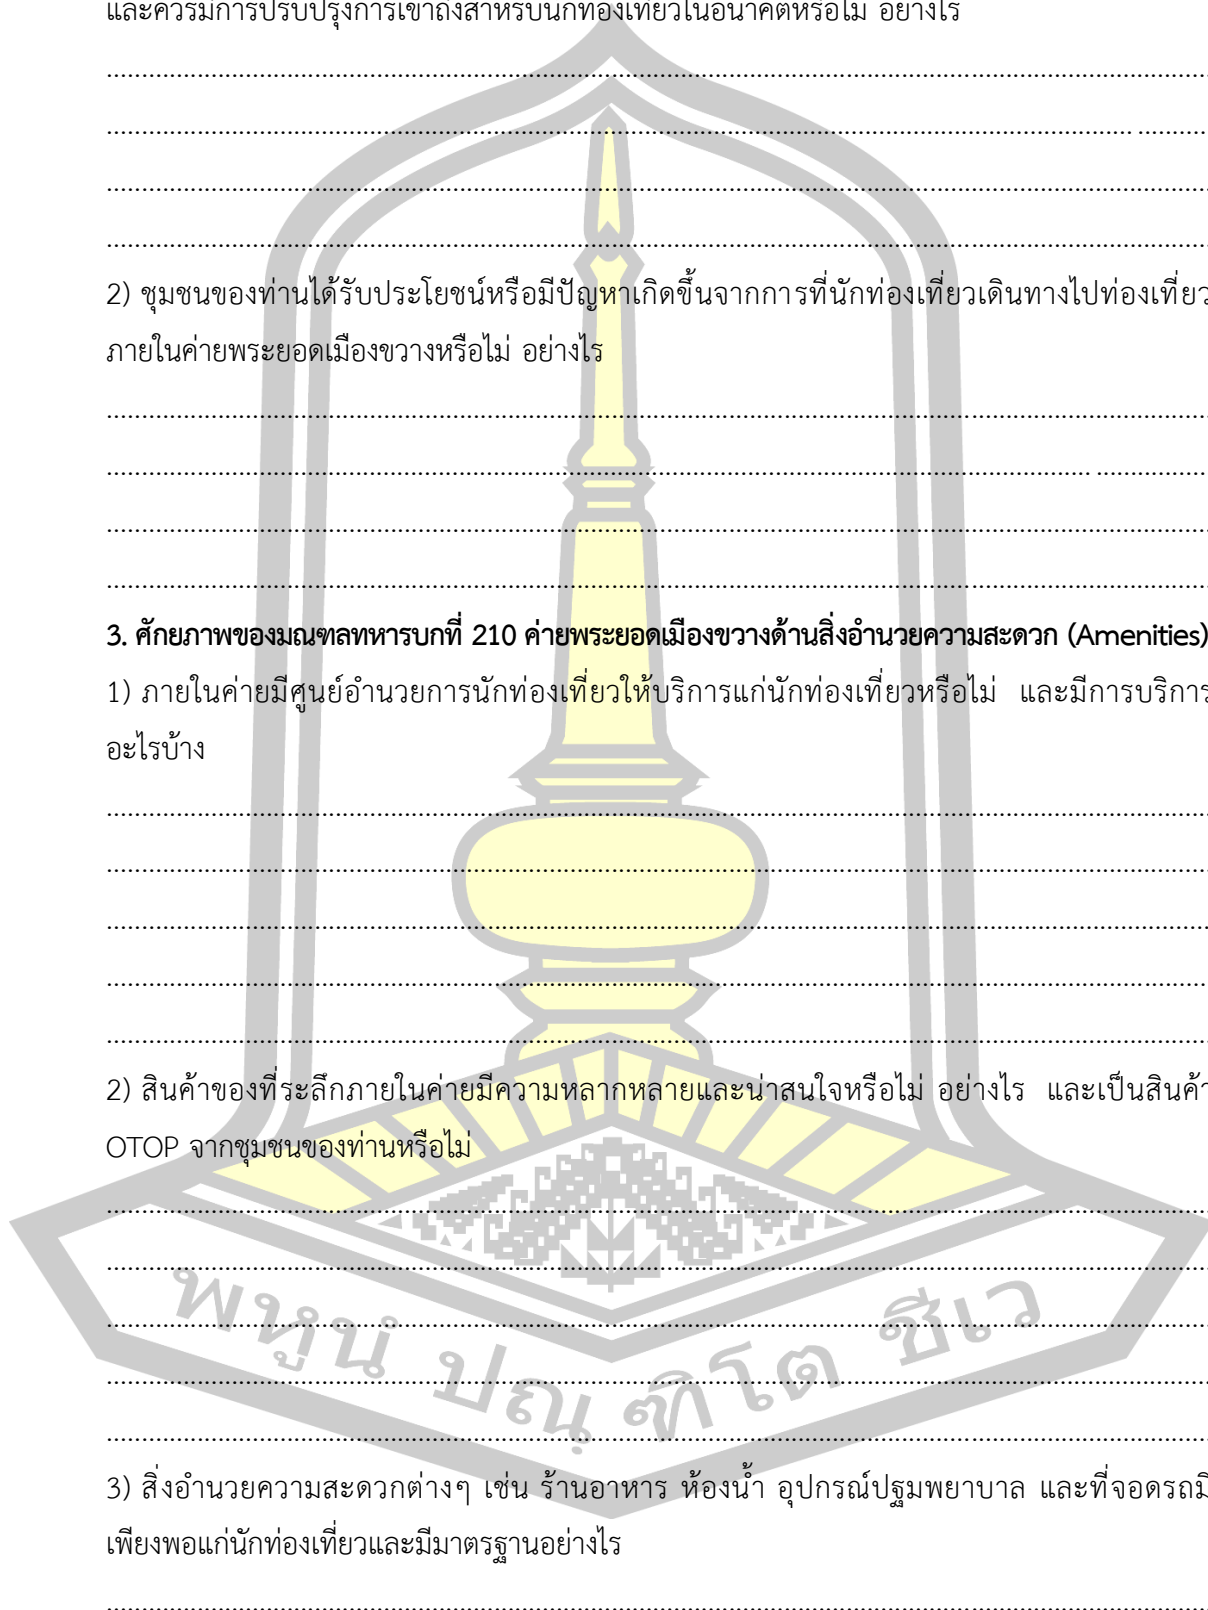 และควรมีการปรับปรุงการเข้าถึงสำหรับนักท่องเที่ยวในอนาคตหรือไม่ อย่างไร
2) ชุมชนของท่านได้รับประโยชน์หรือมีปัญหาเกิดขึ้นจากการที่นักท่องเที่ยวเดินทางไปท่องเที่ยว
ภายในค่ายพระยอดเมืองขวางหรือไม่ อย่างไร
3. ศักยภาพของมณฑลทหารบกที่ 210 ค่ายพระยอดเมืองขวางด้านสิ่งอำนวยความสะดวก (Amenities)
1) ภายในค่ายมีศูนย์อำนวยการนักท่องเที่ยวให้บริการแก่นักท่องเที่ยวหรือไม่ และมีการบริการ
อะไรบ้าง
2) สินค้าของที่ระลึกภายในค่ายมีความหลากหลายและน่าสนใจหรือไม่ อย่างไร และเป็นสินค้า
OTOP จากชุมชนของท่านหรือไม่
พหูนํ ปณฺฑิโต ชีเว
3) สิ่งอำนวยความสะดวกต่างๆ เช่น ร้านอาหาร ห้องน้ำ อุปกรณ์ปฐมพยาบาล และที่จอดรถมี
เพียงพอแก่นักท่องเที่ยวและมีมาตรฐานอย่างไร